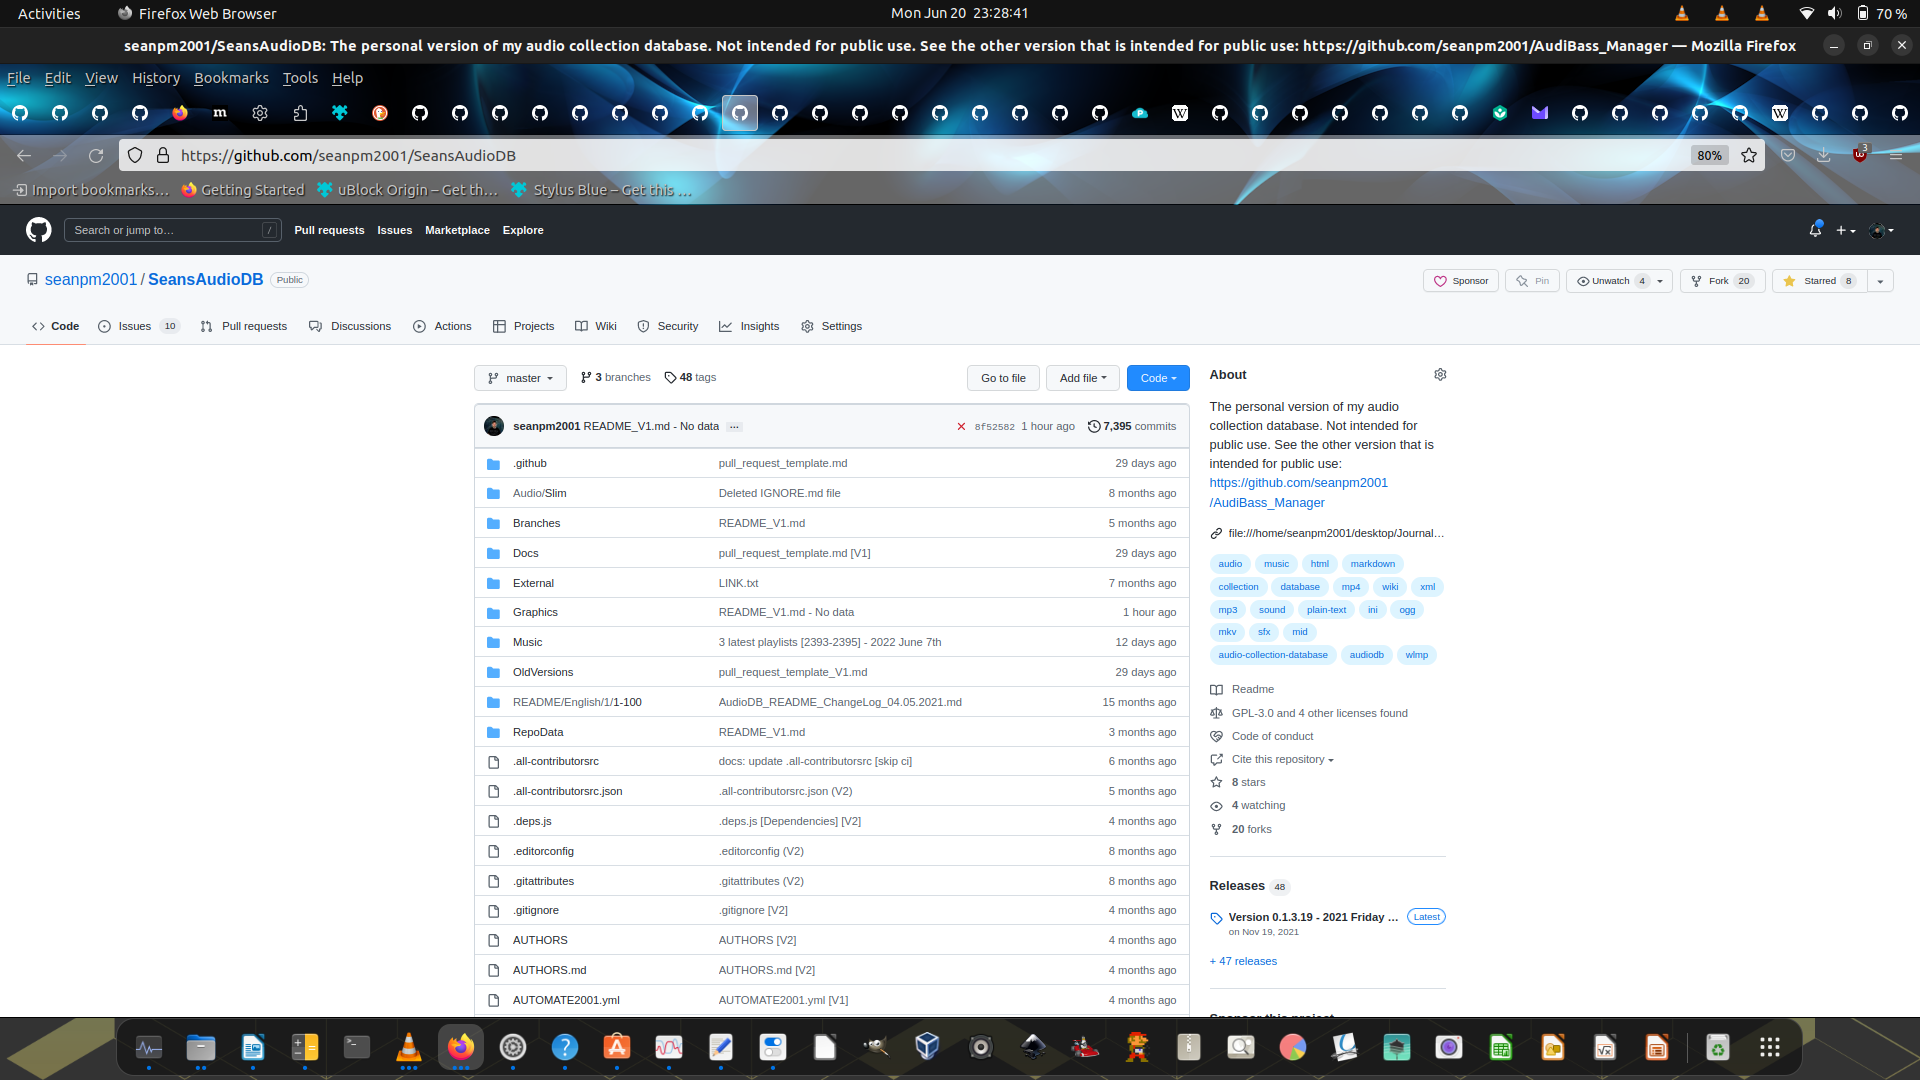 Activities Firefox Web Browser Mon Jun 20 23:28:41 70 %
seanpm2001/SeansAudioDB: The personal version of my audio collection database. Not intended for public use. See the other version that is intended for public use: https://github.com/seanpm2001/AudiBass_Manager — Mozilla Firefox
File Edit View History Bookmarks Tools Help
https://github.com/seanpm2001/SeansAudioDB 80% 3
Import bookmarks... Getting Started uBlock Origin – Get th... Stylus Blue – Get this ...
Search or jump to... / Pull requests Issues Marketplace Explore
seanpm2001 / SeansAudioDB Public Sponsor Pin Unwatch 4 Fork 20 Starred 8
Code Issues 10 Pull requests Discussions Actions Projects Wiki Security Insights Settings
master 3 branches 48 tags Go to file Add file Code
seanpm2001 README_V1.md - No data ... 8f52582 1 hour ago 7,395 commits
.github pull_request_template.md 29 days ago
Audio/Slim Deleted IGNORE.md file 8 months ago
Branches README_V1.md 5 months ago
Docs pull_request_template.md [V1] 29 days ago
External LINK.txt 7 months ago
Graphics README_V1.md - No data 1 hour ago
Music 3 latest playlists [2393-2395] - 2022 June 7th 12 days ago
OldVersions pull_request_template_V1.md 29 days ago
README/English/1/1-100 AudioDB_README_ChangeLog_04.05.2021.md 15 months ago
RepoData README_V1.md 3 months ago
.all-contributorsrc docs: update .all-contributorsrc [skip ci] 6 months ago
.all-contributorsrc.json .all-contributorsrc.json (V2) 5 months ago
.deps.js .deps.js [Dependencies] [V2] 4 months ago
.editorconfig .editorconfig (V2) 8 months ago
.gitattributes .gitattributes (V2) 8 months ago
.gitignore .gitignore [V2] 4 months ago
AUTHORS AUTHORS [V2] 4 months ago
AUTHORS.md AUTHORS.md [V2] 4 months ago
AUTOMATE2001.yml AUTOMATE2001.yml [V1] 4 months ago
About
The personal version of my audio
collection database. Not intended for
public use. See the other version that is
intended for public use:
https://github.com/seanpm2001
/AudiBass_Manager
file:///home/seanpm2001/desktop/Journal...
audio music html markdown
collection database mp4 wiki xml
mp3 sound plain-text ini ogg
mkv sfx mid
audio-collection-database audiodb wlmp
Readme
GPL-3.0 and 4 other licenses found
Code of conduct
Cite this repository
8 stars
4 watching
20 forks
Releases 48
Version 0.1.3.19 - 2021 Friday ... Latest
on Nov 19, 2021
+ 47 releases
Sponsor this project